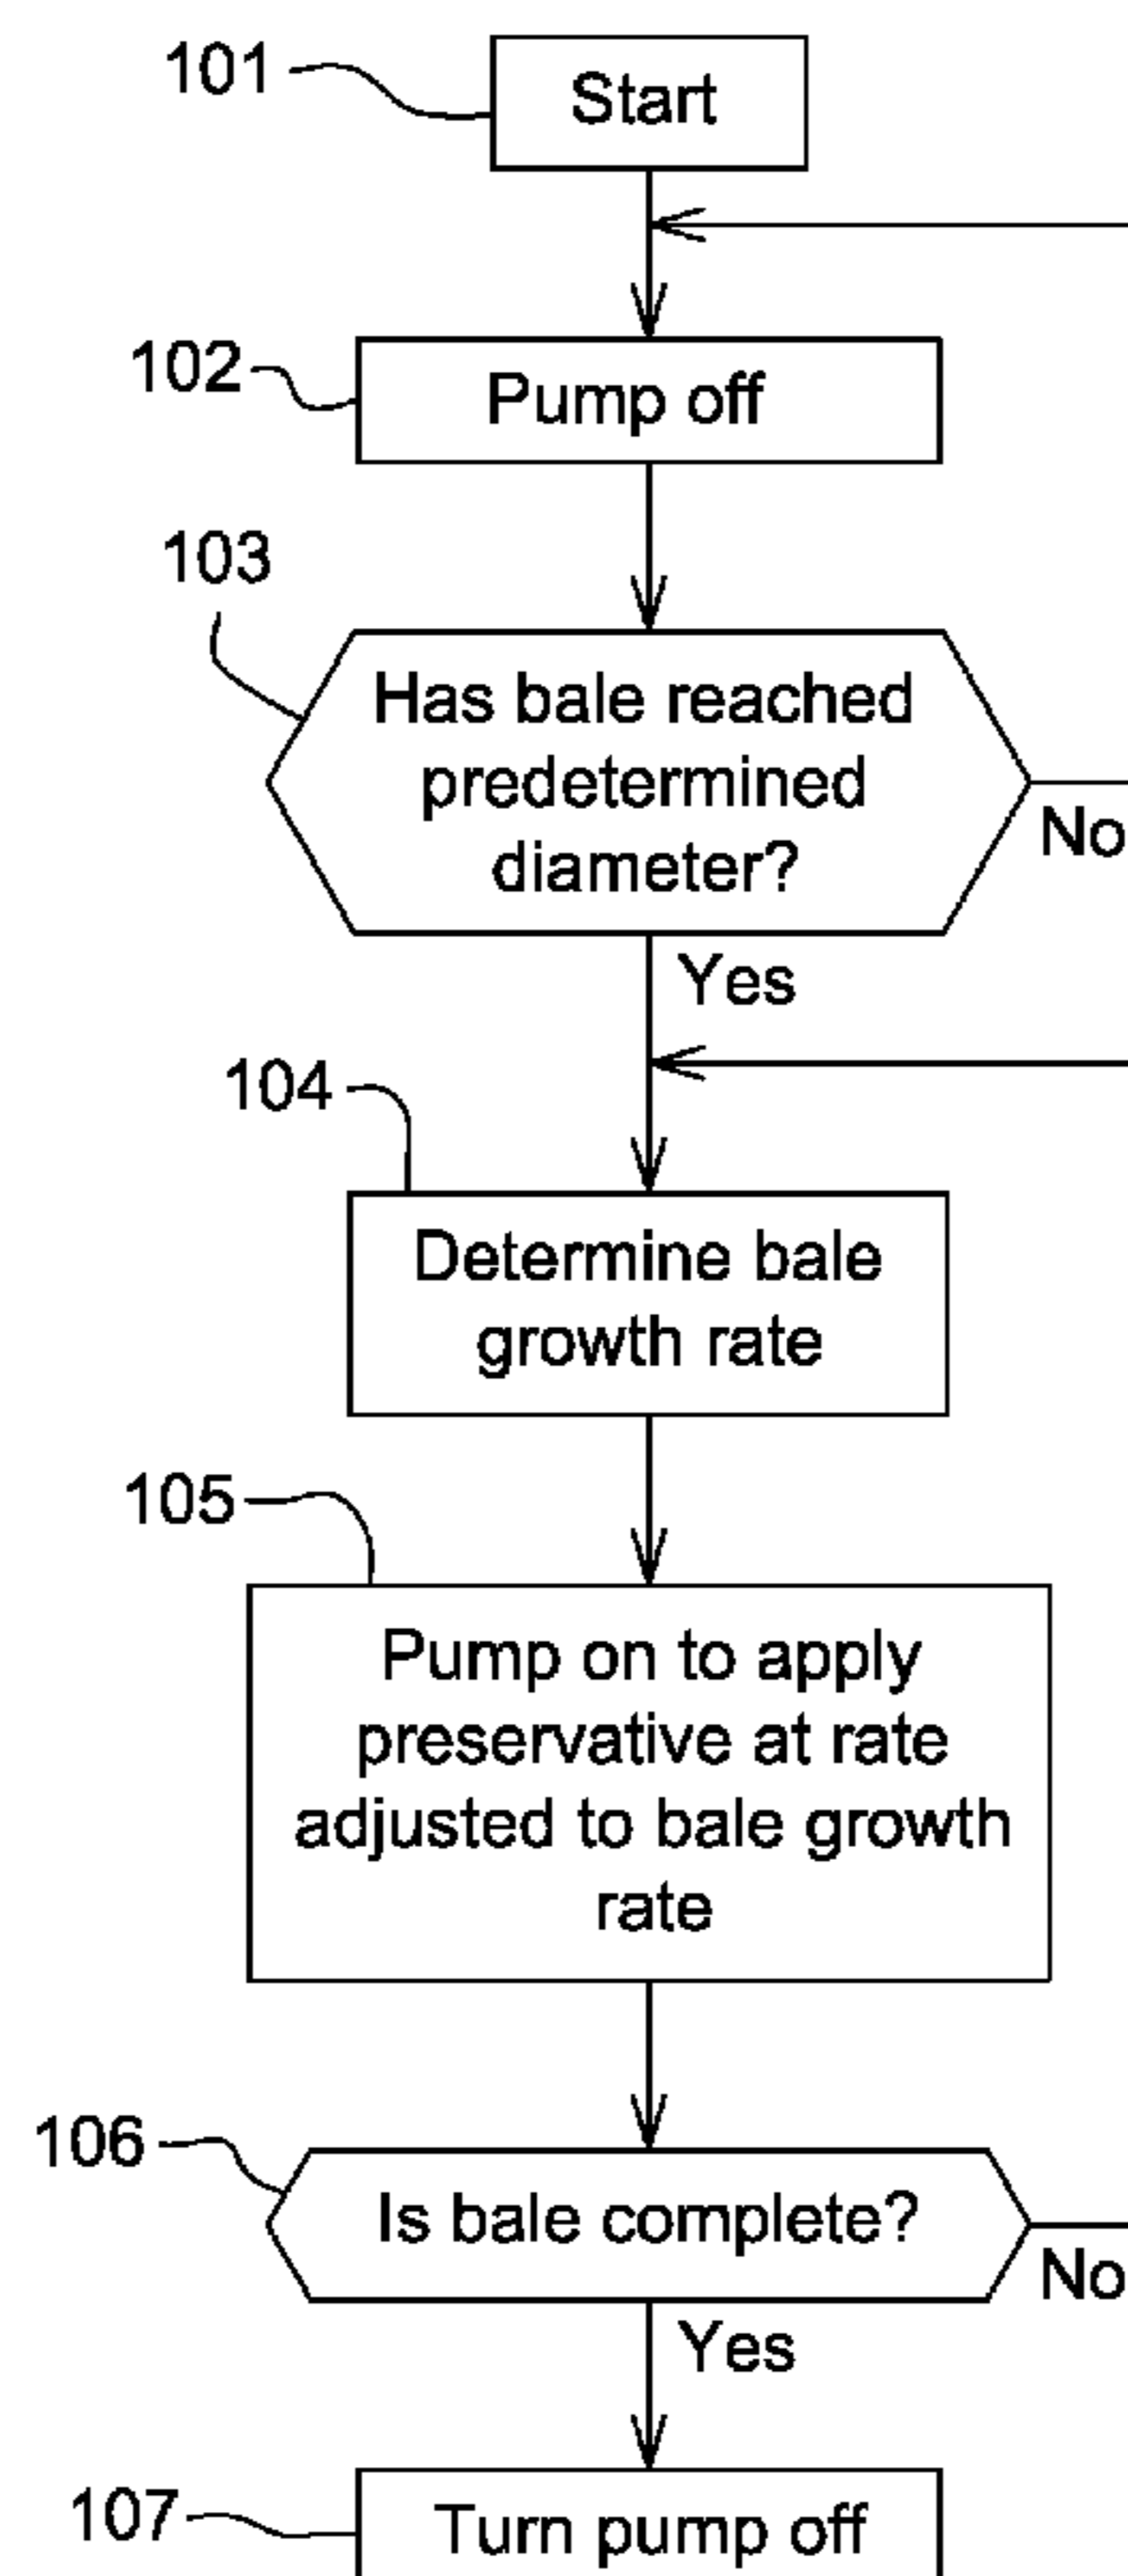 101
Start
102
Pump off
103
Has bale reached
predetermined
diameter?
No
Yes
104
Determine bale
growth rate
105
Pump on to apply
preservative at rate
adjusted to bale growth
rate
106
Is bale complete?
No
Yes
107
Turn pump off